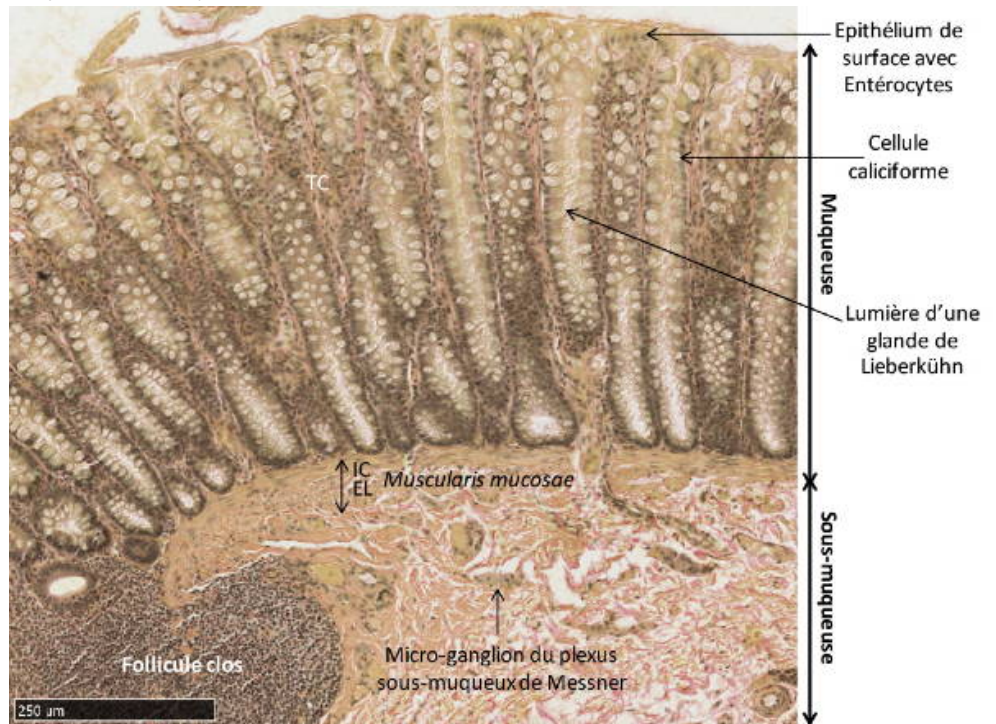 Epithélium de
surface avec
Entérocytes
Cellule
caliciforme
TC
Muqueuse
Lumière d'une
glande de
Lieberkühn
IC
EL
Muscularis mucosae
Sous-muqueuse
Micro-ganglion du plexus
sous-muqueux de Messner
Follicule clos
250 um